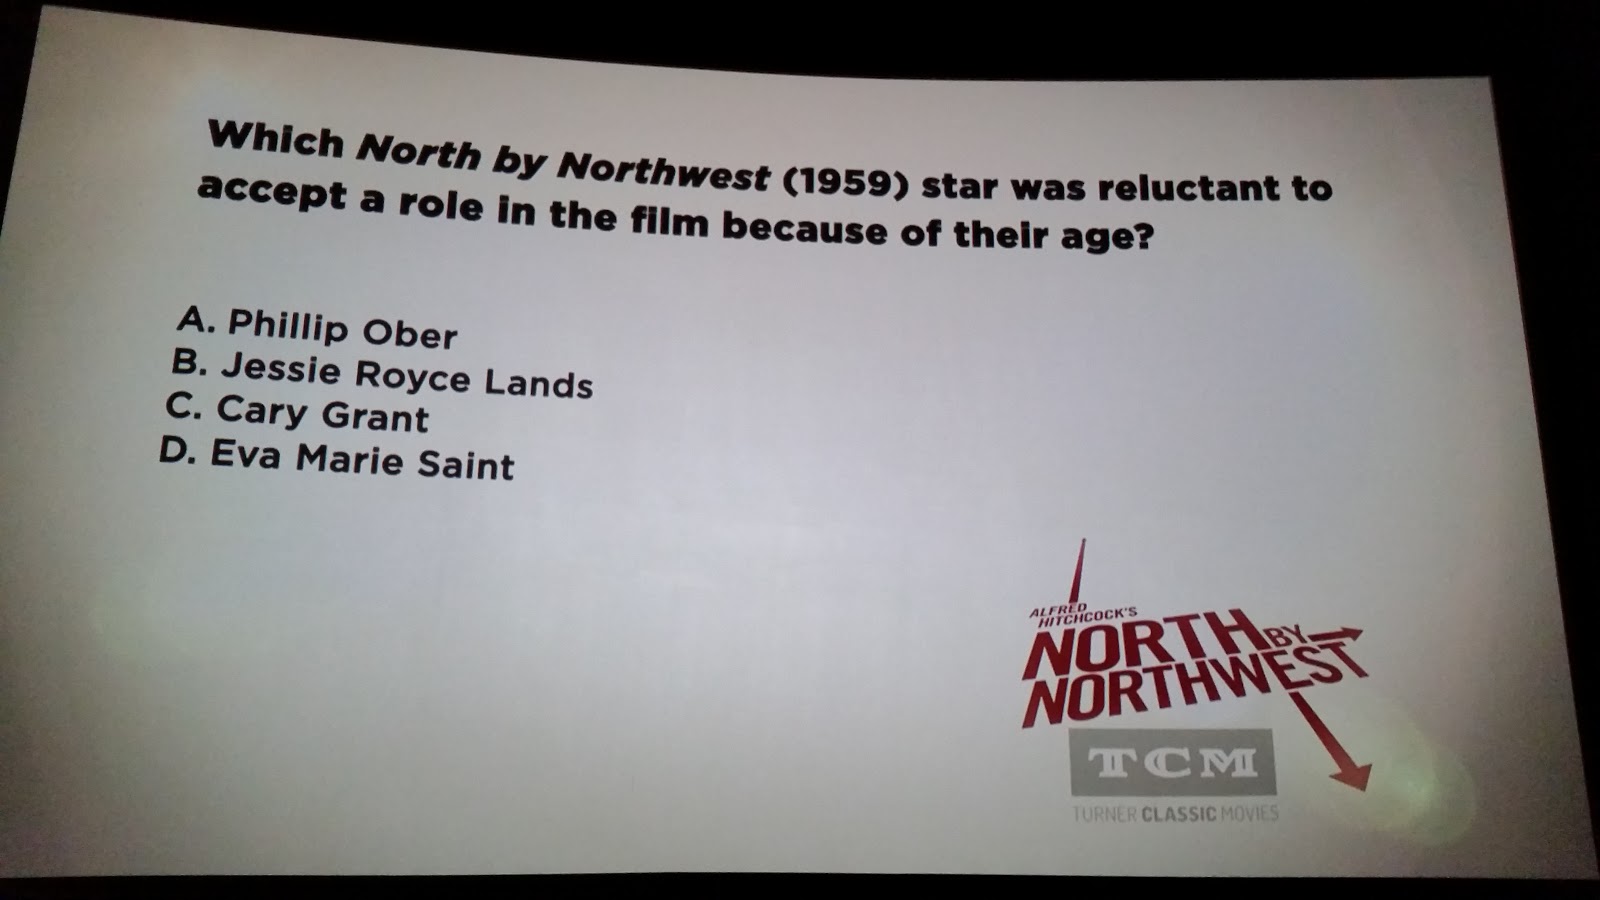 Which North by Northwest (1959) star was reluctant to
accept a role in the film because of their age?
A. Phillip Ober
B. Jessie Royce Lands
C. Cary Grant
D. Eva Marie Saint
ALFRED
HITCHCOCK'S
NORTH BY
NORTHWEST
TCM
TURNER CLASSIC MOVIES